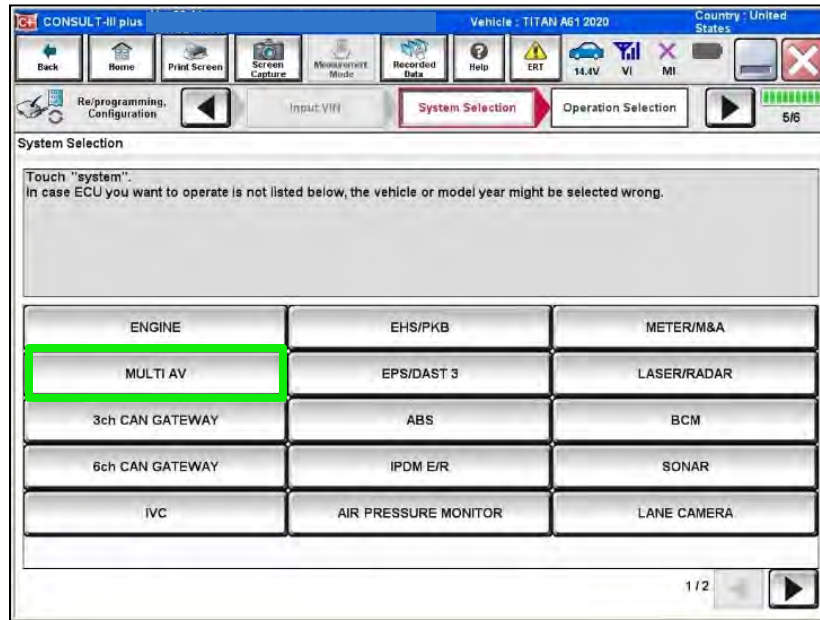 CONSULT-III plus
Vehicle : TITAN A61 2020
Country : United States
Back
Home
Print Screen
Screen Capture
Measurement Mode
Recorded Data
Help
ERT
14.4V
VI
MI
Re/programming, Configuration
Input VIN
System Selection
Operation Selection
5/6
System Selection
Touch "system".
In case ECU you want to operate is not listed below, the vehicle or model year might be selected wrong.
ENGINE
EHS/PKB
METER/M&A
MULTI AV
EPS/DAST 3
LASER/RADAR
3ch CAN GATEWAY
ABS
BCM
6ch CAN GATEWAY
IPDM E/R
SONAR
IVC
AIR PRESSURE MONITOR
LANE CAMERA
1/2